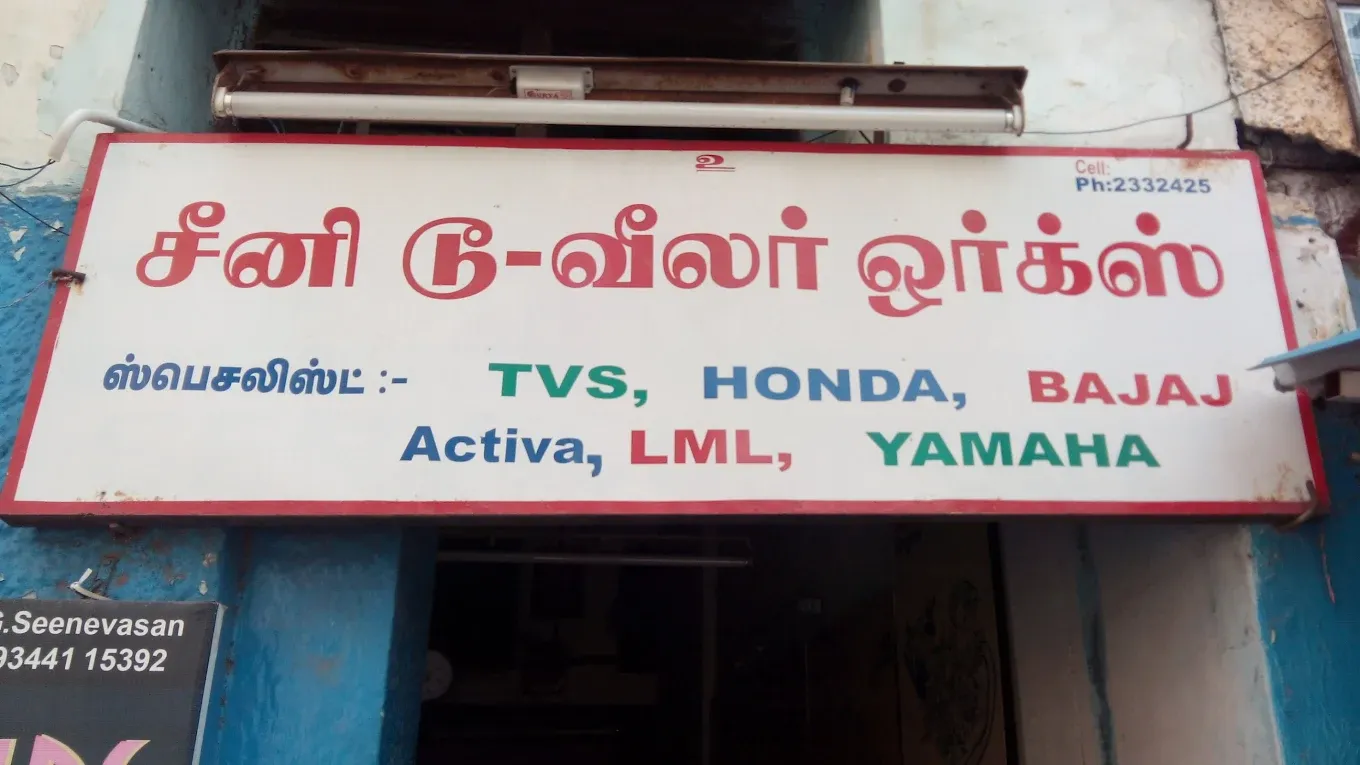 உ
Cell:
Ph:2332425
சீனி டூ-வீலர் ஒர்க்ஸ்
ஸ்பெசலிஸ்ட் :- TVS, HONDA, BAJAJ
Activa, LML, YAMAHA
G.Seenevasan
93441 15392